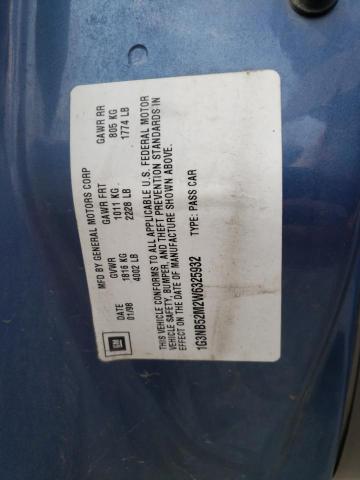 MFD BY GENERAL MOTORS CORP
DATE GVWR GAWR FRT GAWR RR
01/98 1816 KG 1011 KG 805 KG
4002 LB 2228 LB 1774 LB
THIS VEHICLE CONFORMS TO ALL APPLICABLE U.S. FEDERAL MOTOR
VEHICLE SAFETY, BUMPER, AND THEFT PREVENTION STANDARDS IN
EFFECT ON THE DATE OF MANUFACTURE SHOWN ABOVE.
1G3NB52M2W6325932 TYPE: PASS CAR
GM